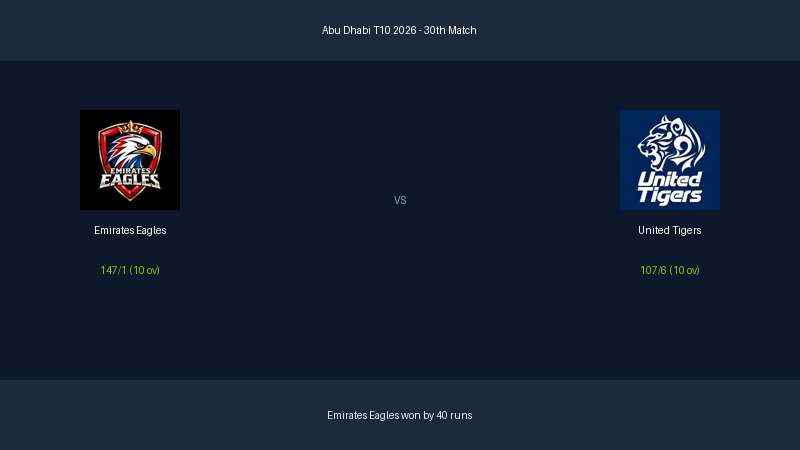 Abu Dhabi T10 2026 - 30th Match
EMIRATES
EAGLES
United
Tigers
VS
Emirates Eagles
United Tigers
147/1 (10 ov)
107/6 (10 ov)
Emirates Eagles won by 40 runs